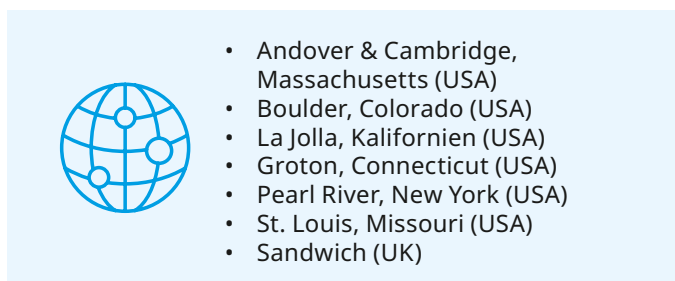 • Andover & Cambridge,
Massachusetts (USA)
• Boulder, Colorado (USA)
• La Jolla, Kalifornien (USA)
• Groton, Connecticut (USA)
• Pearl River, New York (USA)
• St. Louis, Missouri (USA)
• Sandwich (UK)